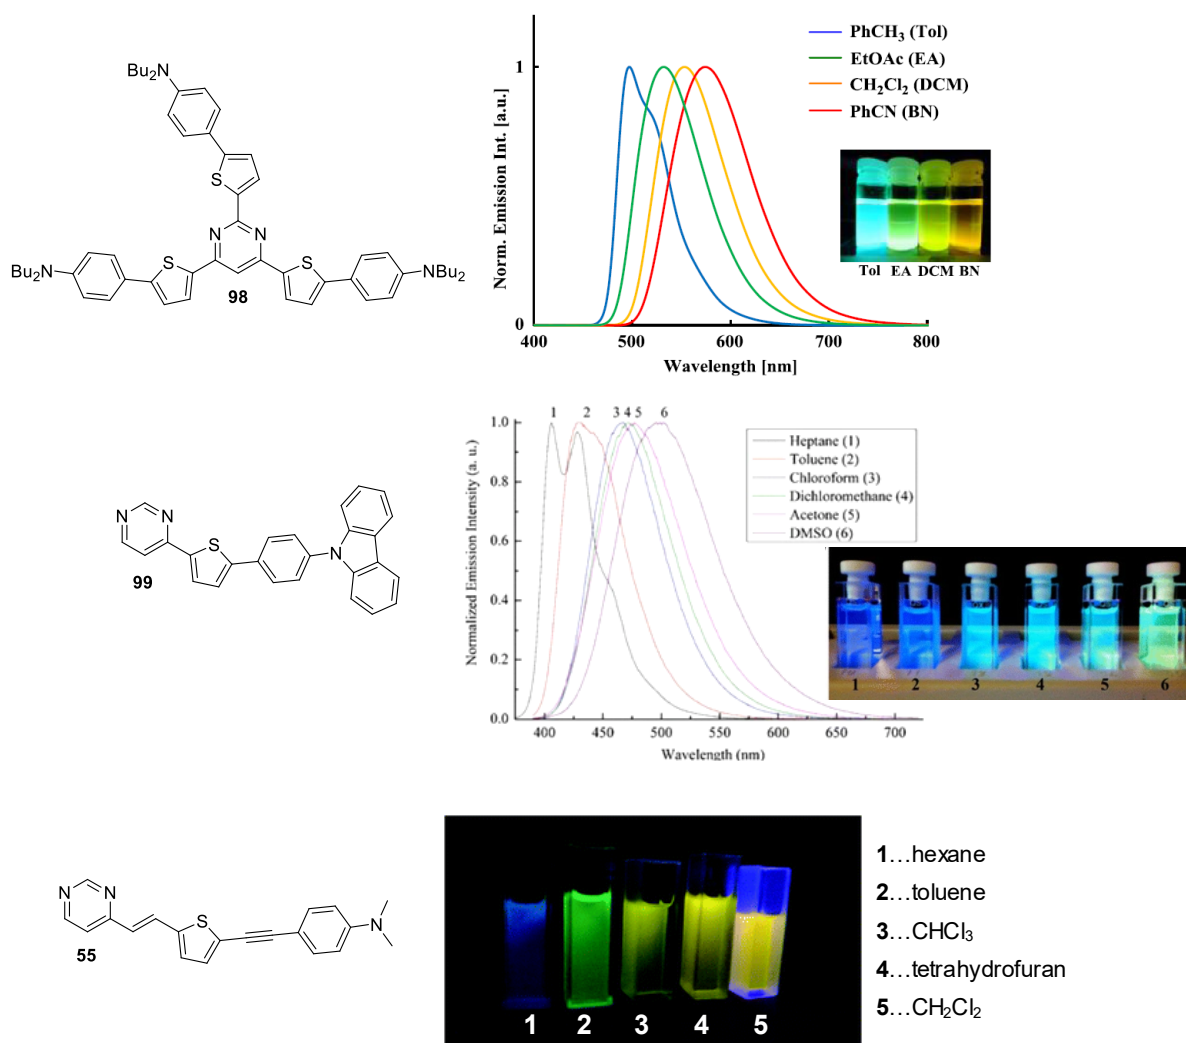 PhCH₃ (Tol)
EtOAc (EA)
CH₂Cl₂ (DCM)
PhCN (BN)
NBu₂
S
N N
Bu₂N S S NBu₂
98
Norm. Emission Int. [a.u.]
1
0
400 500 600 700 800
Wavelength [nm]
Tol EA DCM BN
1 2 3 4 5 6
Normalized Emission Intensity (a. u.)
1.0
0.8
0.6
0.4
0.2
0.0
400 450 500 550 600 650 700
Wavelength (nm)
Heptane (1)
Toluene (2)
Chloroform (3)
Dichloromethane (4)
Acetone (5)
DMSO (6)
N N
S
N
99
1 2 3 4 5 6
N N
S
N
55
1 2 3 4 5
1...hexane
2...toluene
3...CHCl₃
4...tetrahydrofuran
5...CH₂Cl₂